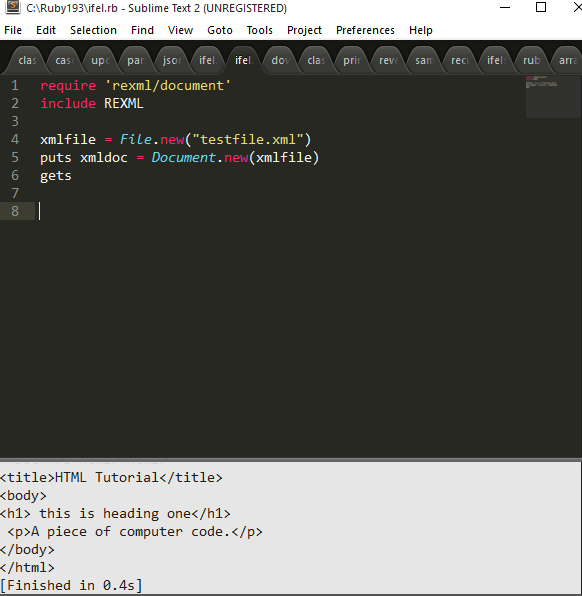 C:\Ruby193\ifel.rb - Sublime Text 2 (UNREGISTERED)
File Edit Selection Find View Goto Tools Project Preferences Help
clas cas upc par jsor ifel. ifel. dov clas prir revo sam recu ifel: rub arra
1 require 'rexml/document'
2 include REXML
3
4 xmlfile = File.new("testfile.xml")
5 puts xmldoc = Document.new(xmlfile)
6 gets
7
8
<title>HTML Tutorial</title>
<body>
<h1> this is heading one</h1>
<p>A piece of computer code.</p>
</body>
</html>
[Finished in 0.4s]